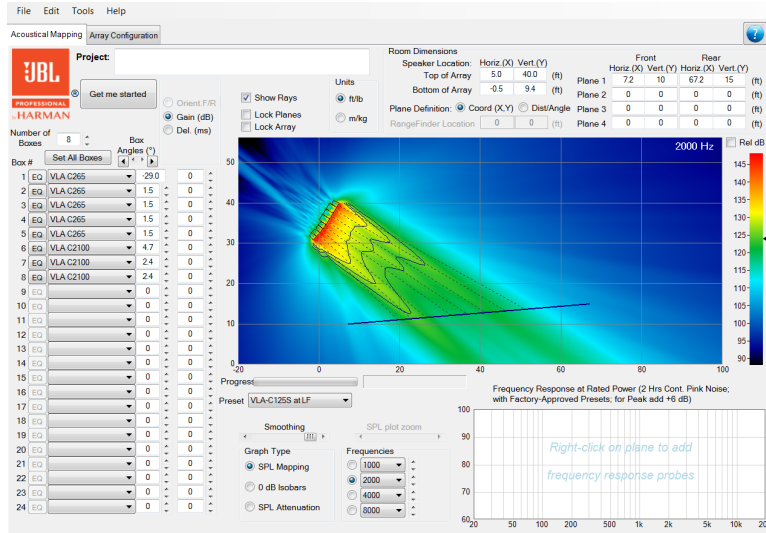 File Edit Tools Help
Acoustical Mapping Array Configuration ?
JBL ®
PROFESSIONAL
by HARMAN
Project:
Get me started
Orient.F/R
Gain (dB)
Del. (ms)
Show Rays
Lock Planes
Lock Array
Units
ft/lb
m/kg
Room Dimensions
Speaker Location: Horiz.(X) Vert.(Y)
Top of Array 5.0 40.0 (ft)
Bottom of Array -0.5 9.4 (ft)
Plane Definition: Coord (X,Y) Dist/Angle
RangeFinder Location 0 0 (ft)
Front Rear
Horiz.(X) Vert.(Y) Horiz.(X) Vert.(Y)
Plane 1 7.2 10 67.2 15 (ft)
Plane 2 0 0 0 0 (ft)
Plane 3 0 0 0 0 (ft)
Plane 4 0 0 0 0 (ft)
Number of
Boxes 8
Box
Angles (°)
Box # Set All Boxes
1 EQ VLA C265 -29.0 0
2 EQ VLA C265 1.5 0
3 EQ VLA C265 1.5 0
4 EQ VLA C265 1.5 0
5 EQ VLA C265 1.5 0
6 EQ VLA C2100 4.7 0
7 EQ VLA C2100 2.4 0
8 EQ VLA C2100 2.4 0
9 EQ 0 0
10 EQ 0 0
11 EQ 0 0
12 EQ 0 0
13 EQ 0 0
14 EQ 0 0
15 EQ 0 0
16 EQ 0 0
17 EQ 0 0
18 EQ 0 0
19 EQ 0 0
20 EQ 0 0
21 EQ 0 0
22 EQ 0 0
23 EQ 0 0
24 EQ 0 0
2000 Hz
50
40
30
20
10
0
-20 0 20 40 60 80 100
Rel dB
145
140
135
130
125
120
115
110
105
100
95
90
Progress
Preset VLA-C125S at LF
Smoothing
SPL plot zoom
Graph Type
SPL Mapping
0 dB Isobars
SPL Attenuation
Frequencies
1000
2000
4000
8000
Frequency Response at Rated Power (2 Hrs Cont. Pink Noise;
with Factory-Approved Presets; for Peak add +6 dB)
100
90
80
70
60
Right-click on plane to add
frequency response probes
20 50 100 200 500 1k 2k 5k 10k